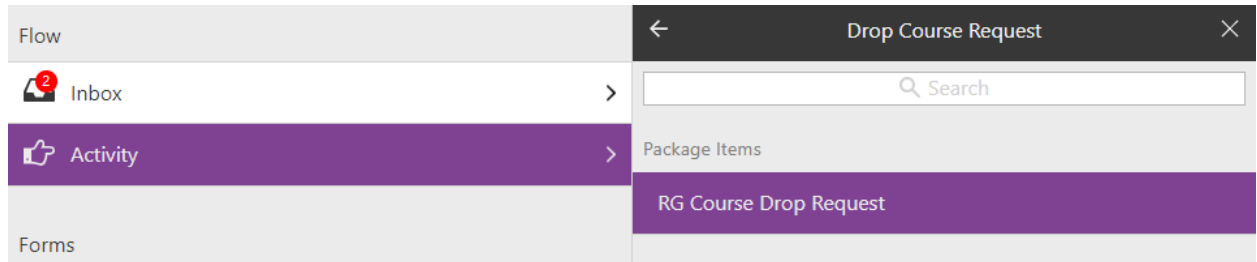 Flow
2
Inbox
Activity
Forms
Drop Course Request
Search
Package Items
RG Course Drop Request